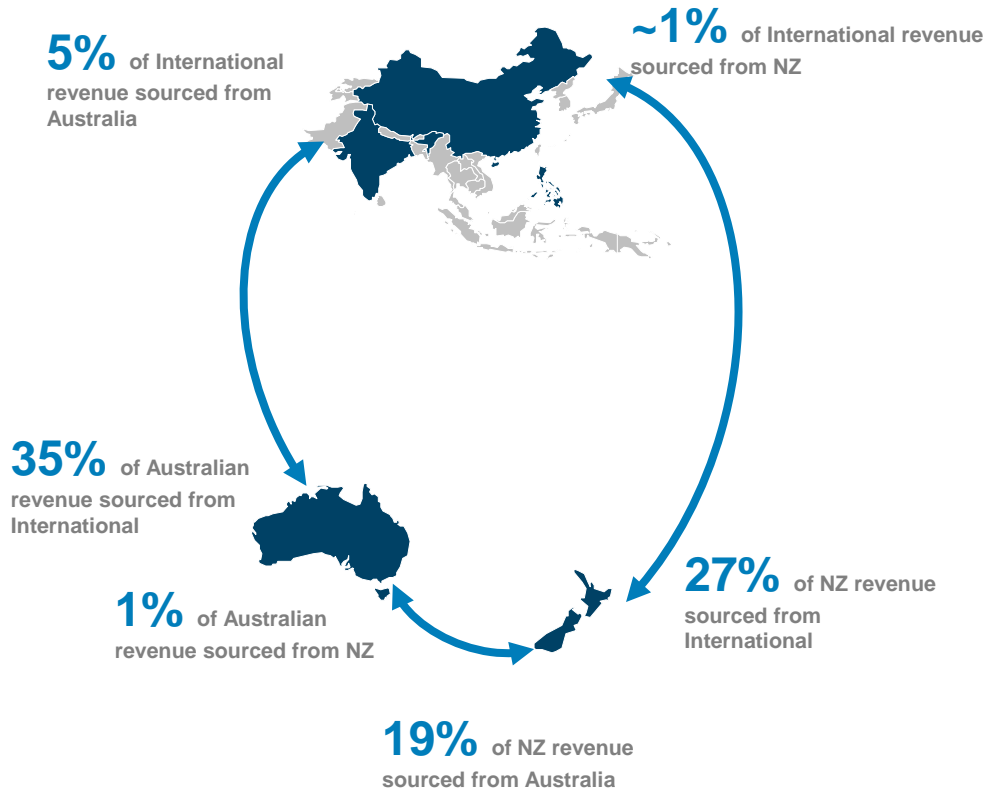 5% of International
revenue sourced from
Australia
~1% of International revenue
sourced from NZ
35% of Australian
revenue sourced from
International
1% of Australian
revenue sourced from NZ
27% of NZ revenue
sourced from
International
19% of NZ revenue
sourced from Australia